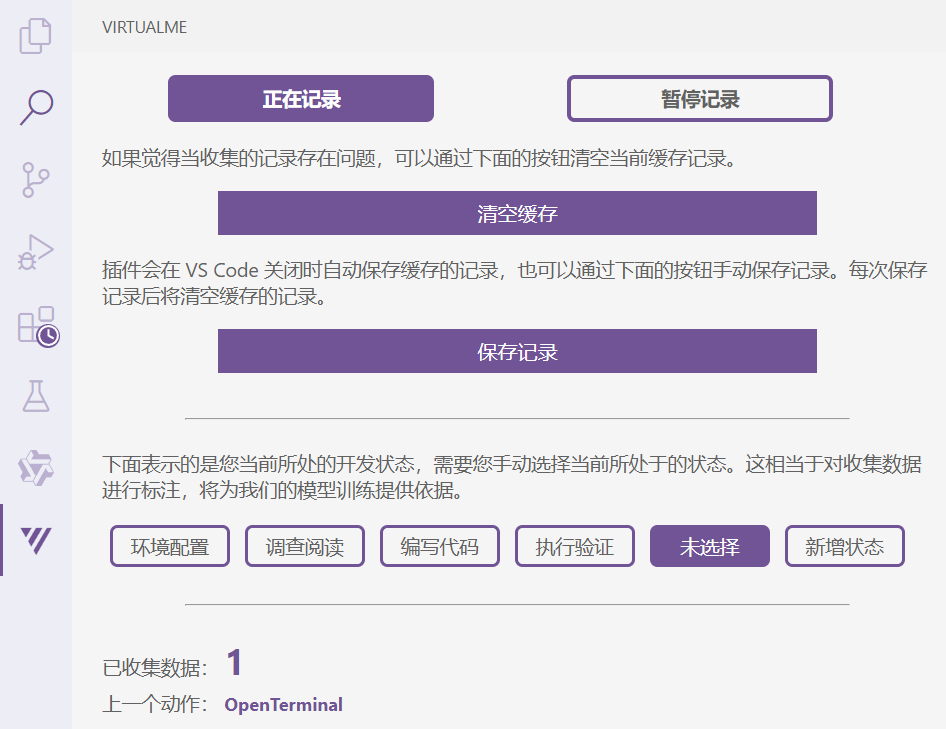 VIRTUALME
正在记录 暂停记录
如果觉得当收集的记录存在问题，可以通过下面的按钮清空当前缓存记录。
清空缓存
插件会在 VS Code 关闭时自动保存缓存的记录，也可以通过下面的按钮手动保存记录。每次保存
记录后将清空缓存的记录。
保存记录
下面表示的是您当前所处的开发状态，需要您手动选择当前所处于的状态。这相当于对收集数据
进行标注，将为我们的模型训练提供依据。
环境配置 调查阅读 编写代码 执行验证 未选择 新增状态
已收集数据： 1
上一个动作： OpenTerminal